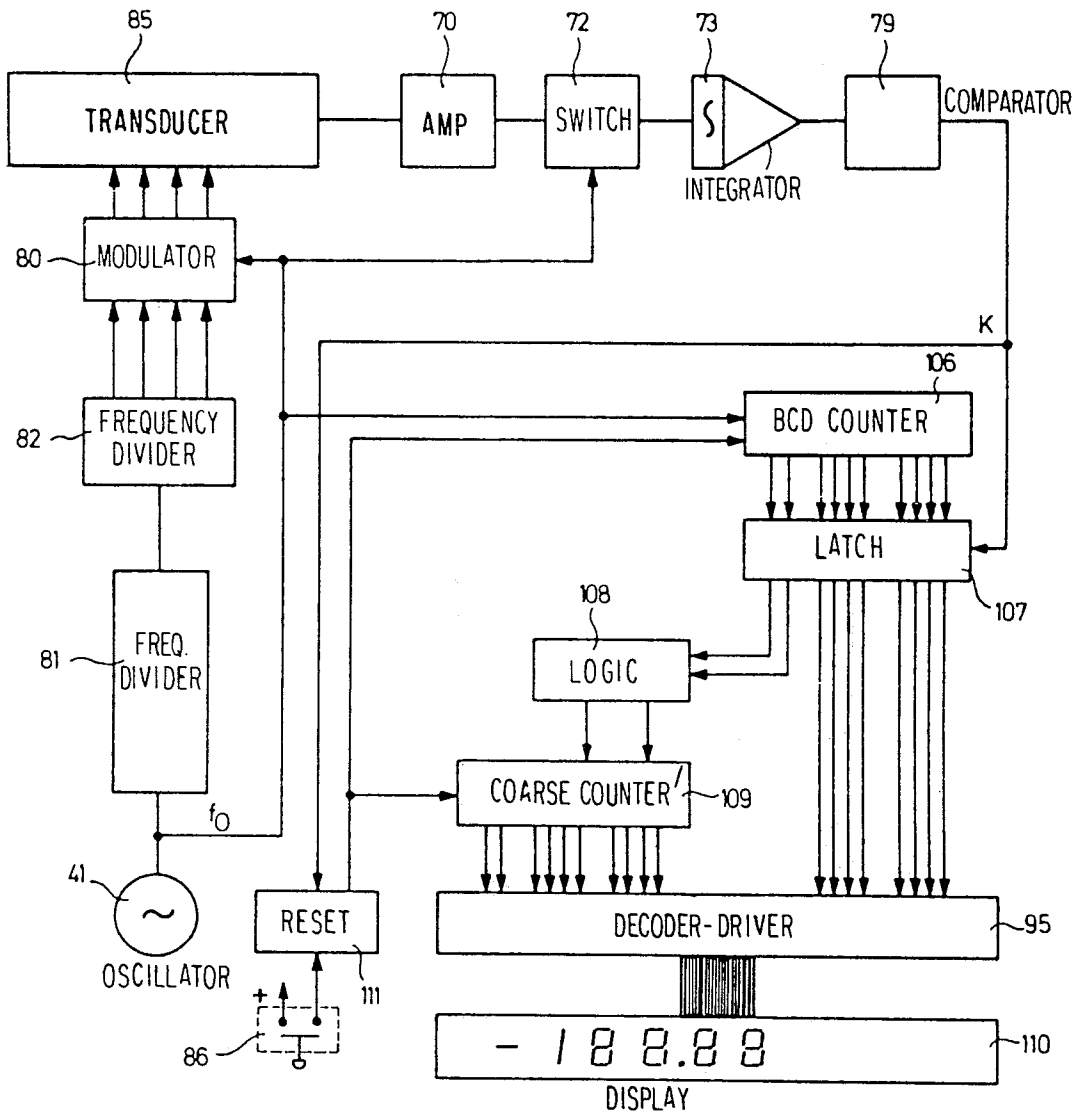 85
70
72
73
79
TRANSDUCER
AMP
SWITCH
∫
COMPARATOR
INTEGRATOR
80
MODULATOR
K
106
BCD COUNTER
82
FREQUENCY
DIVIDER
LATCH
107
108
LOGIC
81
FREQ.
DIVIDER
COARSE COUNTER
109
fO
41
~
OSCILLATOR
RESET
111
DECODER-DRIVER
95
+
86
- 188.88
110
DISPLAY